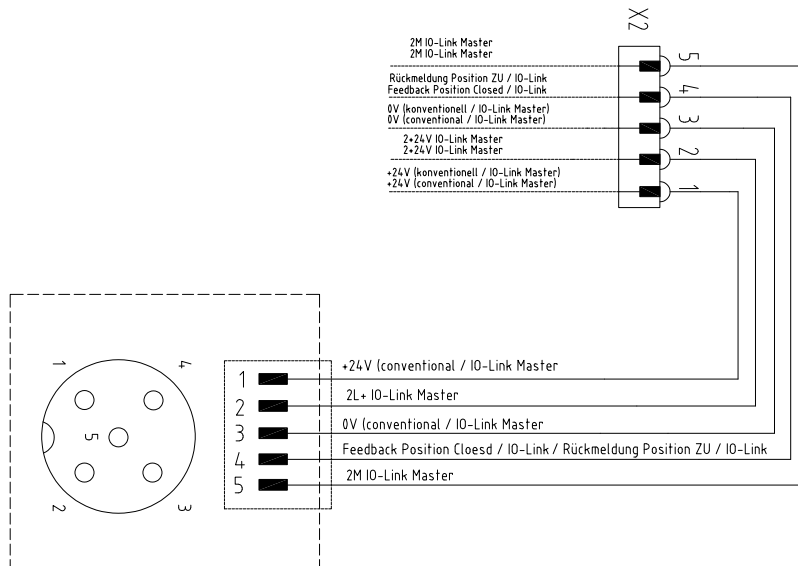 X2
2M IO-Link Master
2M IO-Link Master
5
Rückmeldung Position ZU / IO-Link
Feedback Position Closed / IO-Link
4
0V (konventionell / IO-Link Master)
0V (conventional / IO-Link Master)
3
2+24V IO-Link Master
2+24V IO-Link Master
2
+24V (konventionell / IO-Link Master)
+24V (conventional / IO-Link Master)
1
1
4
5
2
3
1
+24V (conventional / IO-Link Master
2
2L+ IO-Link Master
3
0V (conventional / IO-Link Master
4
Feedback Position Cloesd / IO-Link / Rückmeldung Position ZU / IO-Link
5
2M IO-Link Master